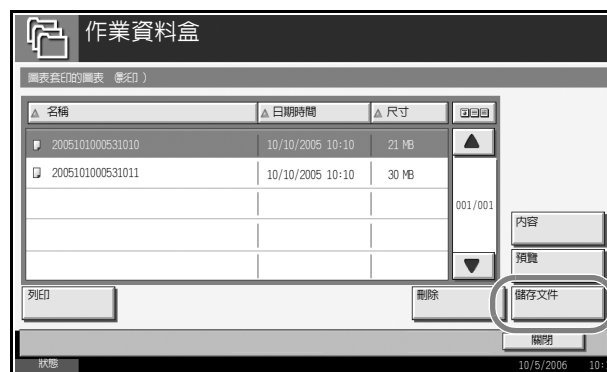 作業資料盒
圖表套印的圖表 (影印)
名稱 日期時間 尺寸
2005101000531010 10/10/2005 10:10 21 MB
2005101000531011 10/10/2005 10:10 30 MB
001/001
內容
預覽
列印 刪除 儲存文件
關閉
狀態 10/5/2006 10: